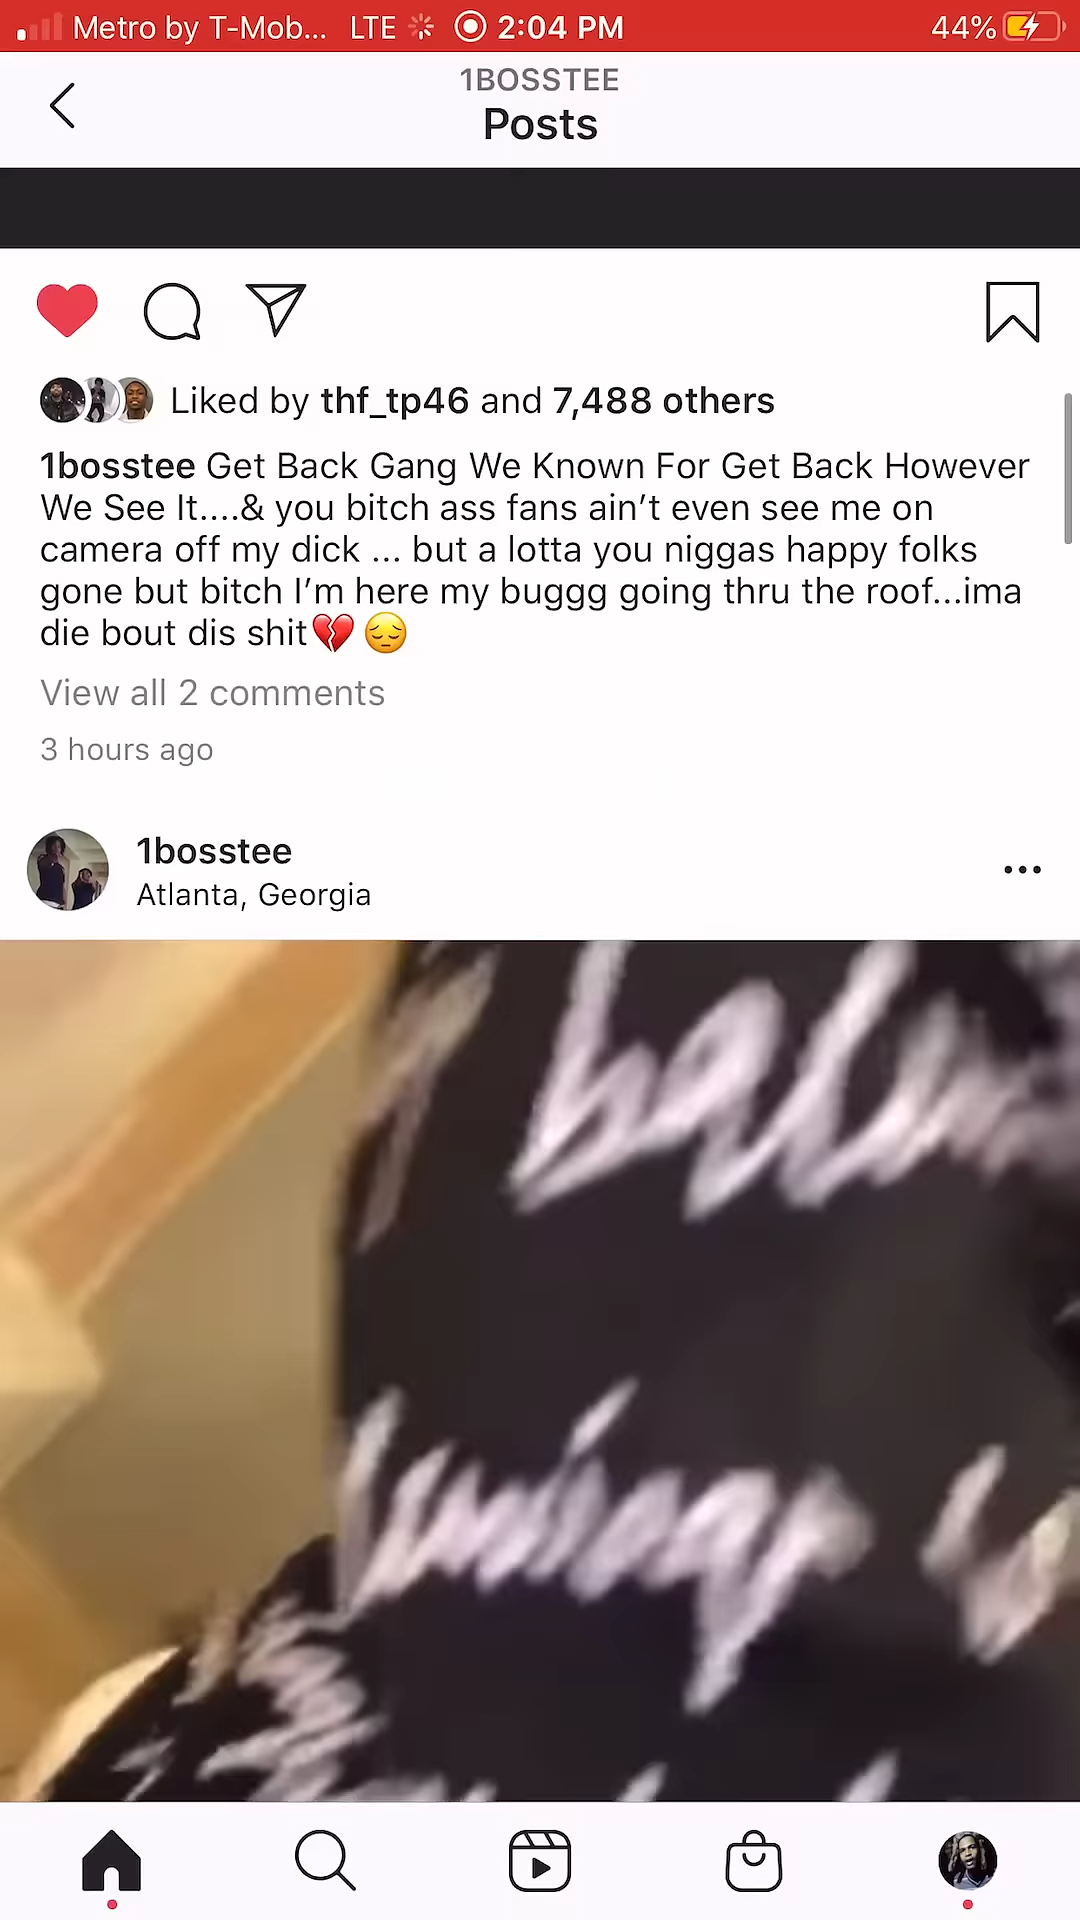 Metro by T-Mob... LTE 2:04 PM 44%
1BOSSTEE
Posts
Liked by thf_tp46 and 7,488 others
1bosstee Get Back Gang We Known For Get Back However
We See It....& you bitch ass fans ain’t even see me on
camera off my dick ... but a lotta you niggas happy folks
gone but bitch I’m here my buggg going thru the roof...ima
die bout dis shit💔😔
View all 2 comments
3 hours ago
1bosstee
Atlanta, Georgia